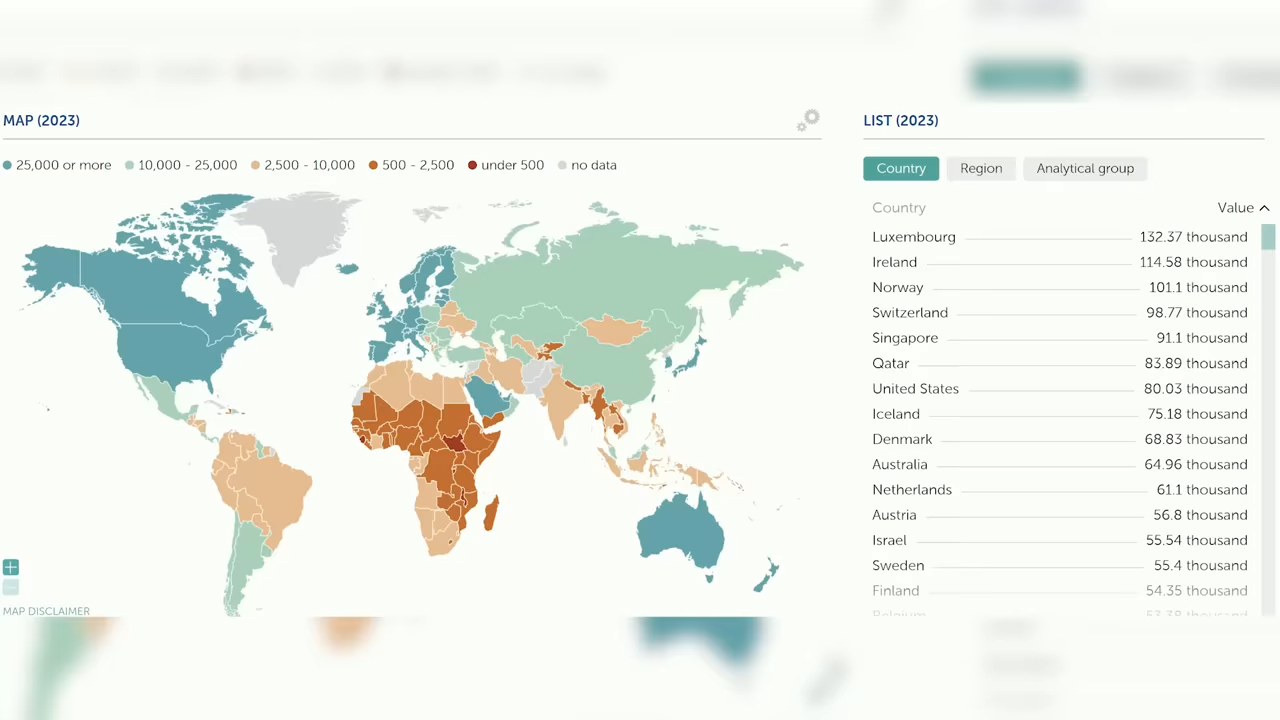 MAP (2023)
25,000 or more 10,000 - 25,000 2,500 - 10,000 500 - 2,500 under 500 no data
MAP DISCLAIMER
LIST (2023)
Country Region Analytical group
Country Value
Luxembourg 132.37 thousand
Ireland 114.58 thousand
Norway 101.1 thousand
Switzerland 98.77 thousand
Singapore 91.1 thousand
Qatar 83.89 thousand
United States 80.03 thousand
Iceland 75.18 thousand
Denmark 68.83 thousand
Australia 64.96 thousand
Netherlands 61.1 thousand
Austria 56.8 thousand
Israel 55.54 thousand
Sweden 55.4 thousand
Finland 54.35 thousand
Belgium 53.38 thousand